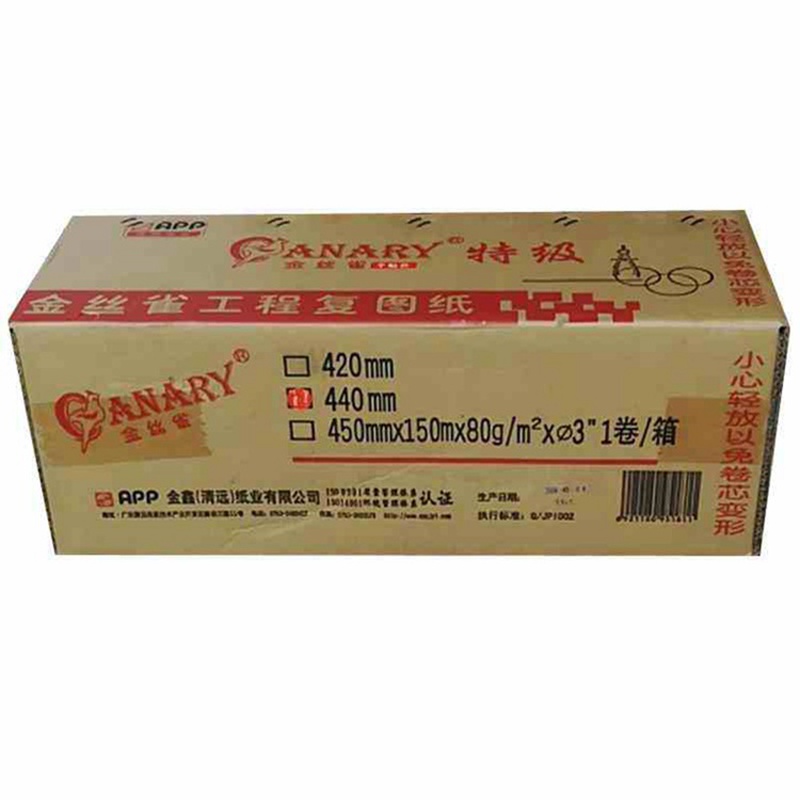 APP
CANARY® 特级
金丝雀
金丝雀工程复图纸
小心轻放以免卷芯变形
CANARY®
金丝雀
420mm
440mm
450mmx150mx80g/m²xø3"1卷/箱
小心轻放以免卷芯变形
APP 金鑫(清远)纸业有限公司
认证
生产日期:
执行标准: Q/JP1002